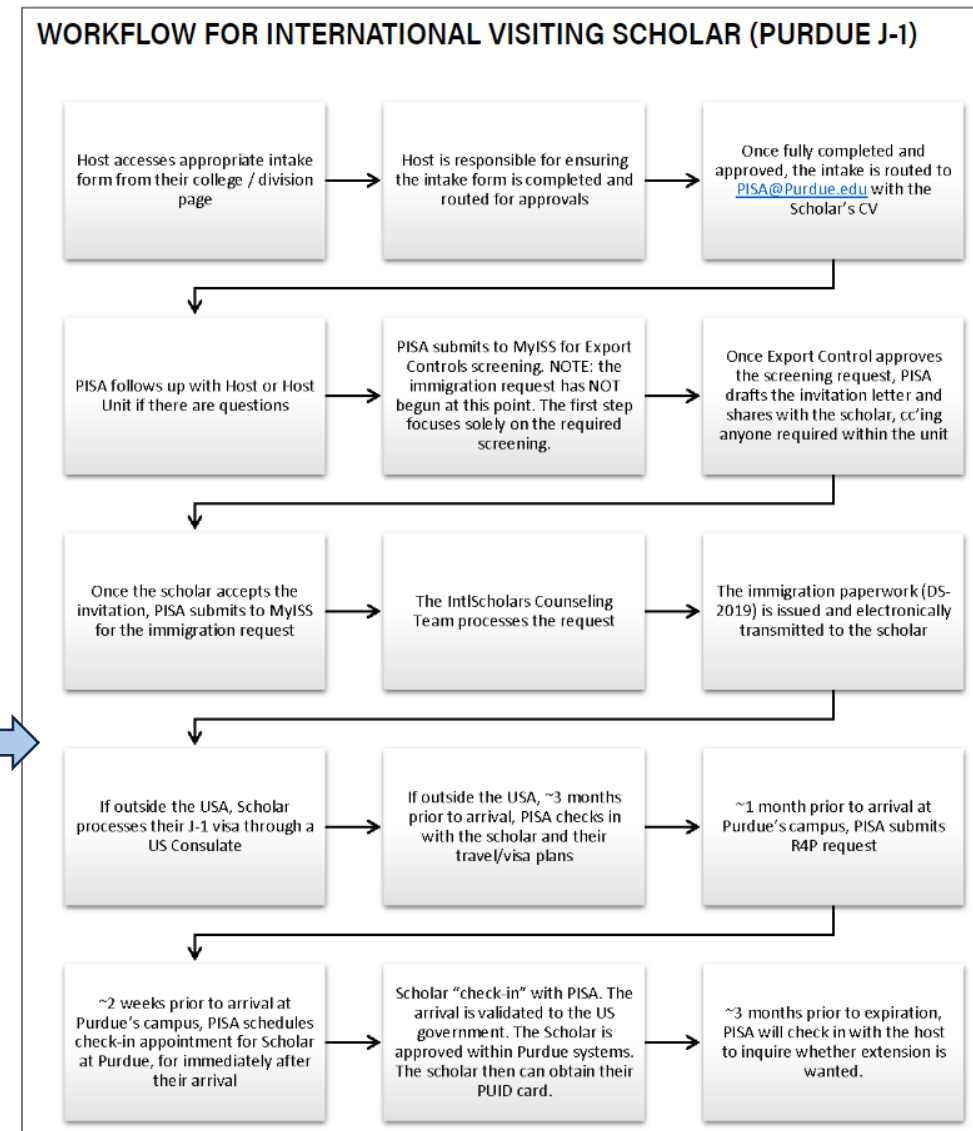 WORKFLOW FOR INTERNATIONAL VISITING SCHOLAR (PURDUE J-1)
Host accesses appropriate intake
form from their college / division
page
Host is responsible for ensuring
the intake form is completed and
routed for approvals
Once fully completed and
approved, the intake is routed to
PISA@Purdue.edu with the
Scholar's CV
PISA follows up with Host or Host
Unit if there are questions
PISA submits to MyISS for Export
Controls screening. NOTE: the
immigration request has NOT
begun at this point. The first step
focuses solely on the required
screening.
Once Export Control approves
the screening request, PISA
drafts the invitation letter and
shares with the scholar, cc'ing
anyone required within the unit
Once the scholar accepts the
invitation, PISA submits to MyISS
for the immigration request
The IntlScholars Counseling
Team processes the request
The immigration paperwork (DS-
2019) is issued and electronically
transmitted to the scholar
If outside the USA, Scholar
processes their J-1 visa through a
US Consulate
If outside the USA, ~3 months
prior to arrival, PISA checks in
with the scholar and their
travel/visa plans
~1 month prior to arrival at
Purdue's campus, PISA submits
R4P request
~2 weeks prior to arrival at
Purdue's campus, PISA schedules
check-in appointment for Scholar
at Purdue, for immediately after
their arrival
Scholar "check-in" with PISA. The
arrival is validated to the US
government. The Scholar is
approved within Purdue systems.
The scholar then can obtain their
PUID card.
~3 months prior to expiration,
PISA will check in with the host
to inquire whether extension is
wanted.